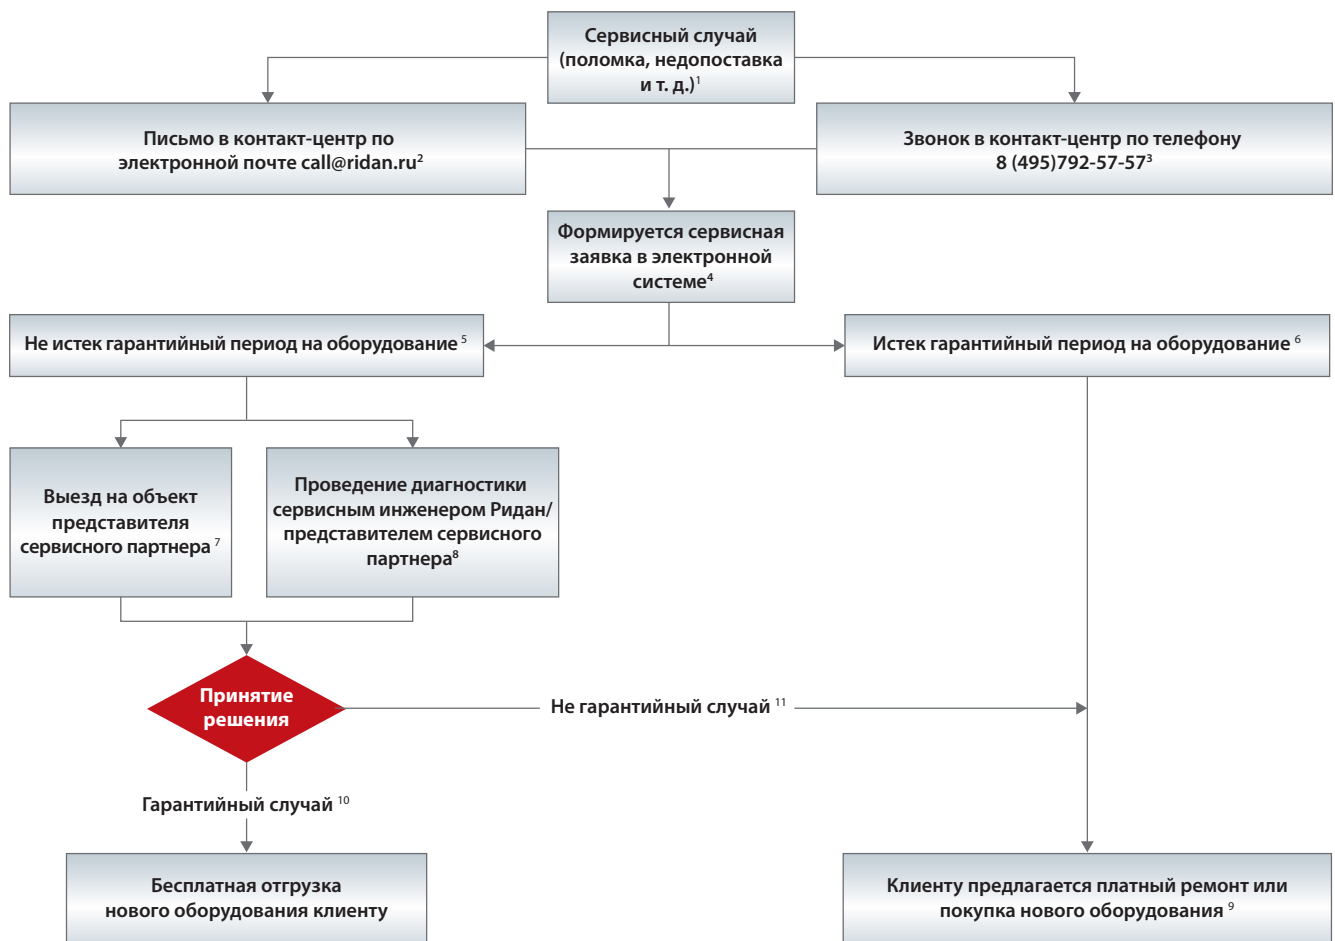 Сервисный случай
(поломка, недопоставка
и т. д.)¹
Письмо в контакт-центр по
электронной почте call@ridan.ru²
Звонок в контакт-центр по телефону
8 (495)792-57-57³
Формируется сервисная
заявка в электронной
системе⁴
Не истек гарантийный период на оборудование ⁵
Истек гарантийный период на оборудование ⁶
Выезд на объект
представителя
сервисного партнера ⁷
Проведение диагностики
сервисным инженером Ридан/
представителем сервисного
партнера⁸
Принятие
решения
Не гарантийный случай ¹¹
Гарантийный случай ¹⁰
Бесплатная отгрузка
нового оборудования клиенту
Клиенту предлагается платный ремонт или
покупка нового оборудования ⁹